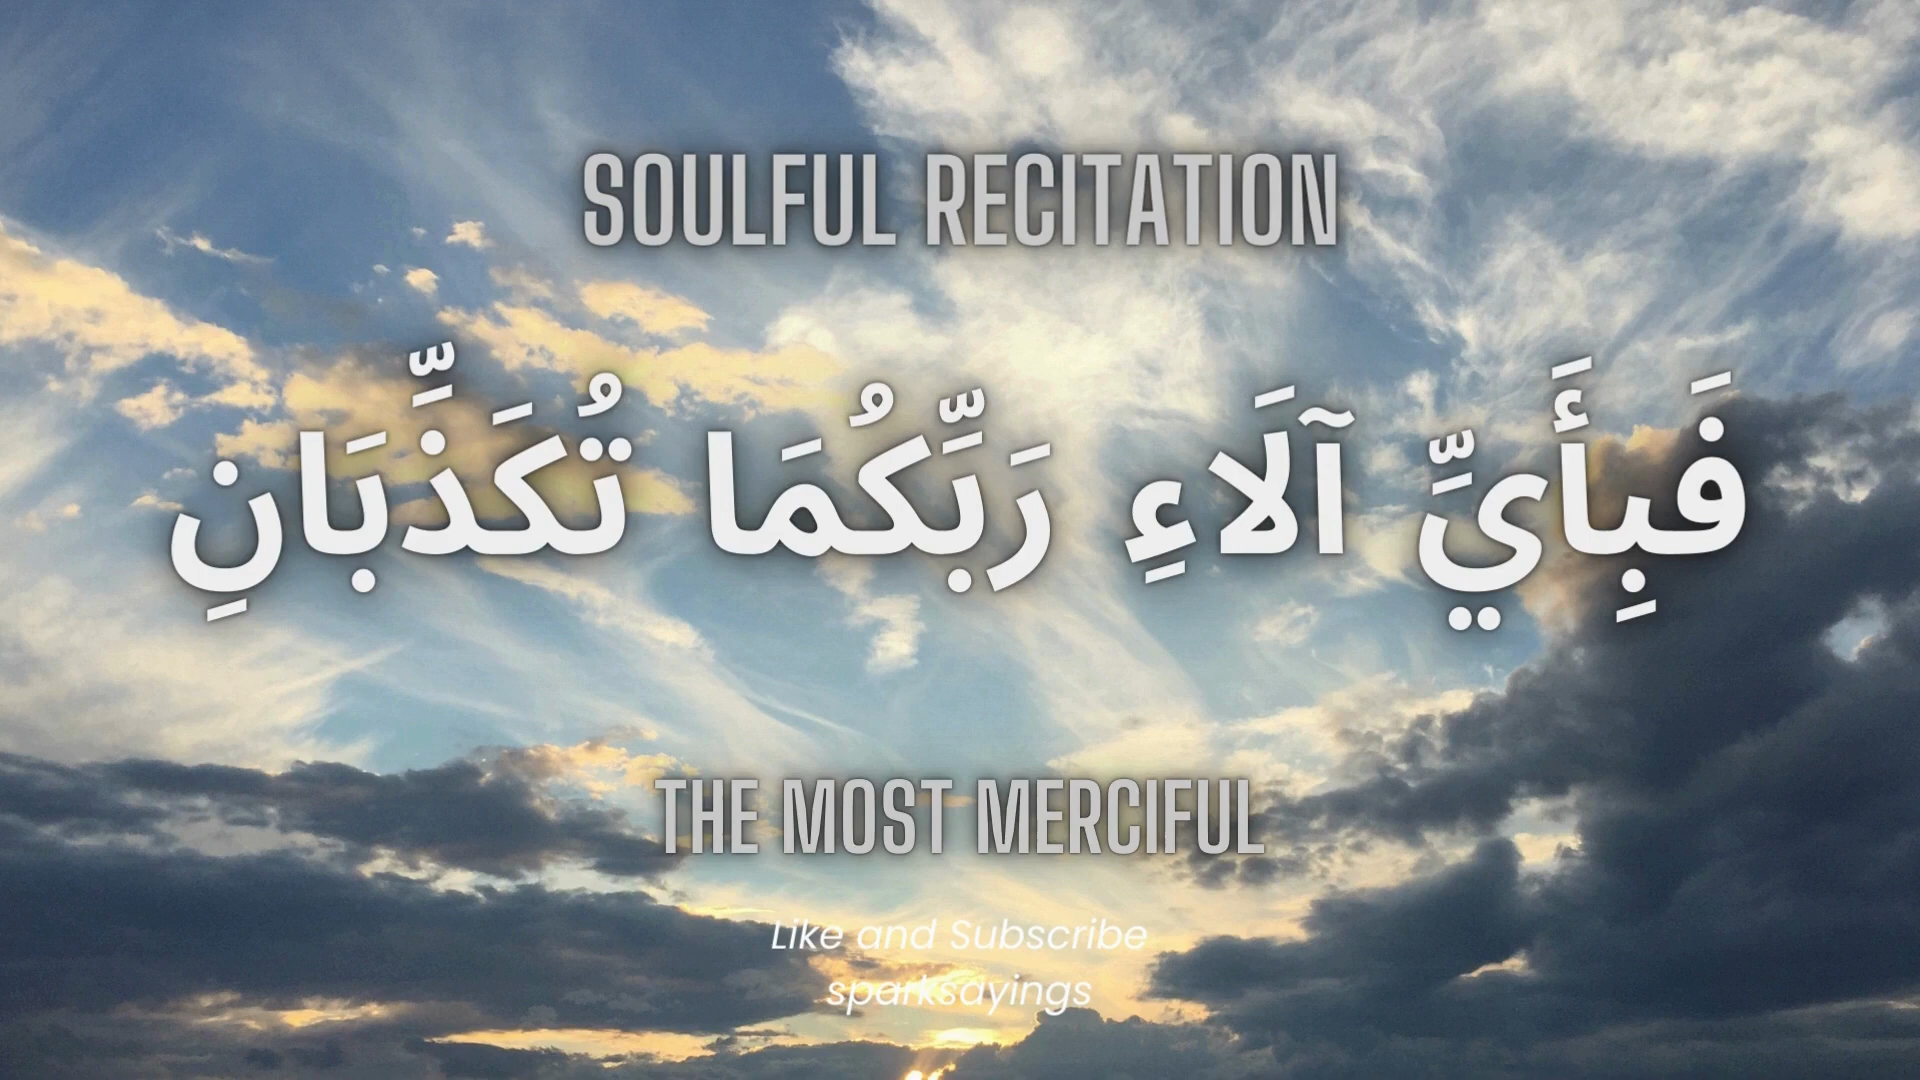 SOULFUL RECITATION
فَبِأَيِّ آلَاءِ رَبِّكُمَا تُكَذِّبَانِ
THE MOST MERCIFUL
Like and Subscribe
sparksayings